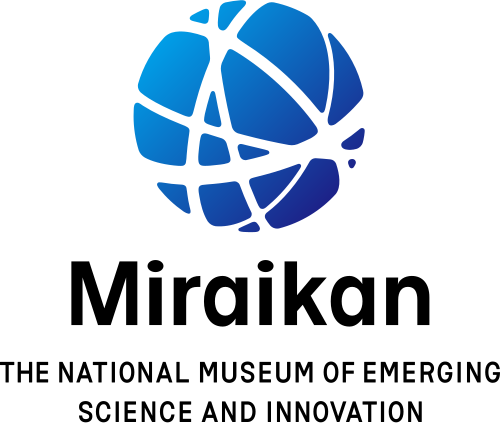 Miraikan
THE NATIONAL MUSEUM OF EMERGING
SCIENCE AND INNOVATION